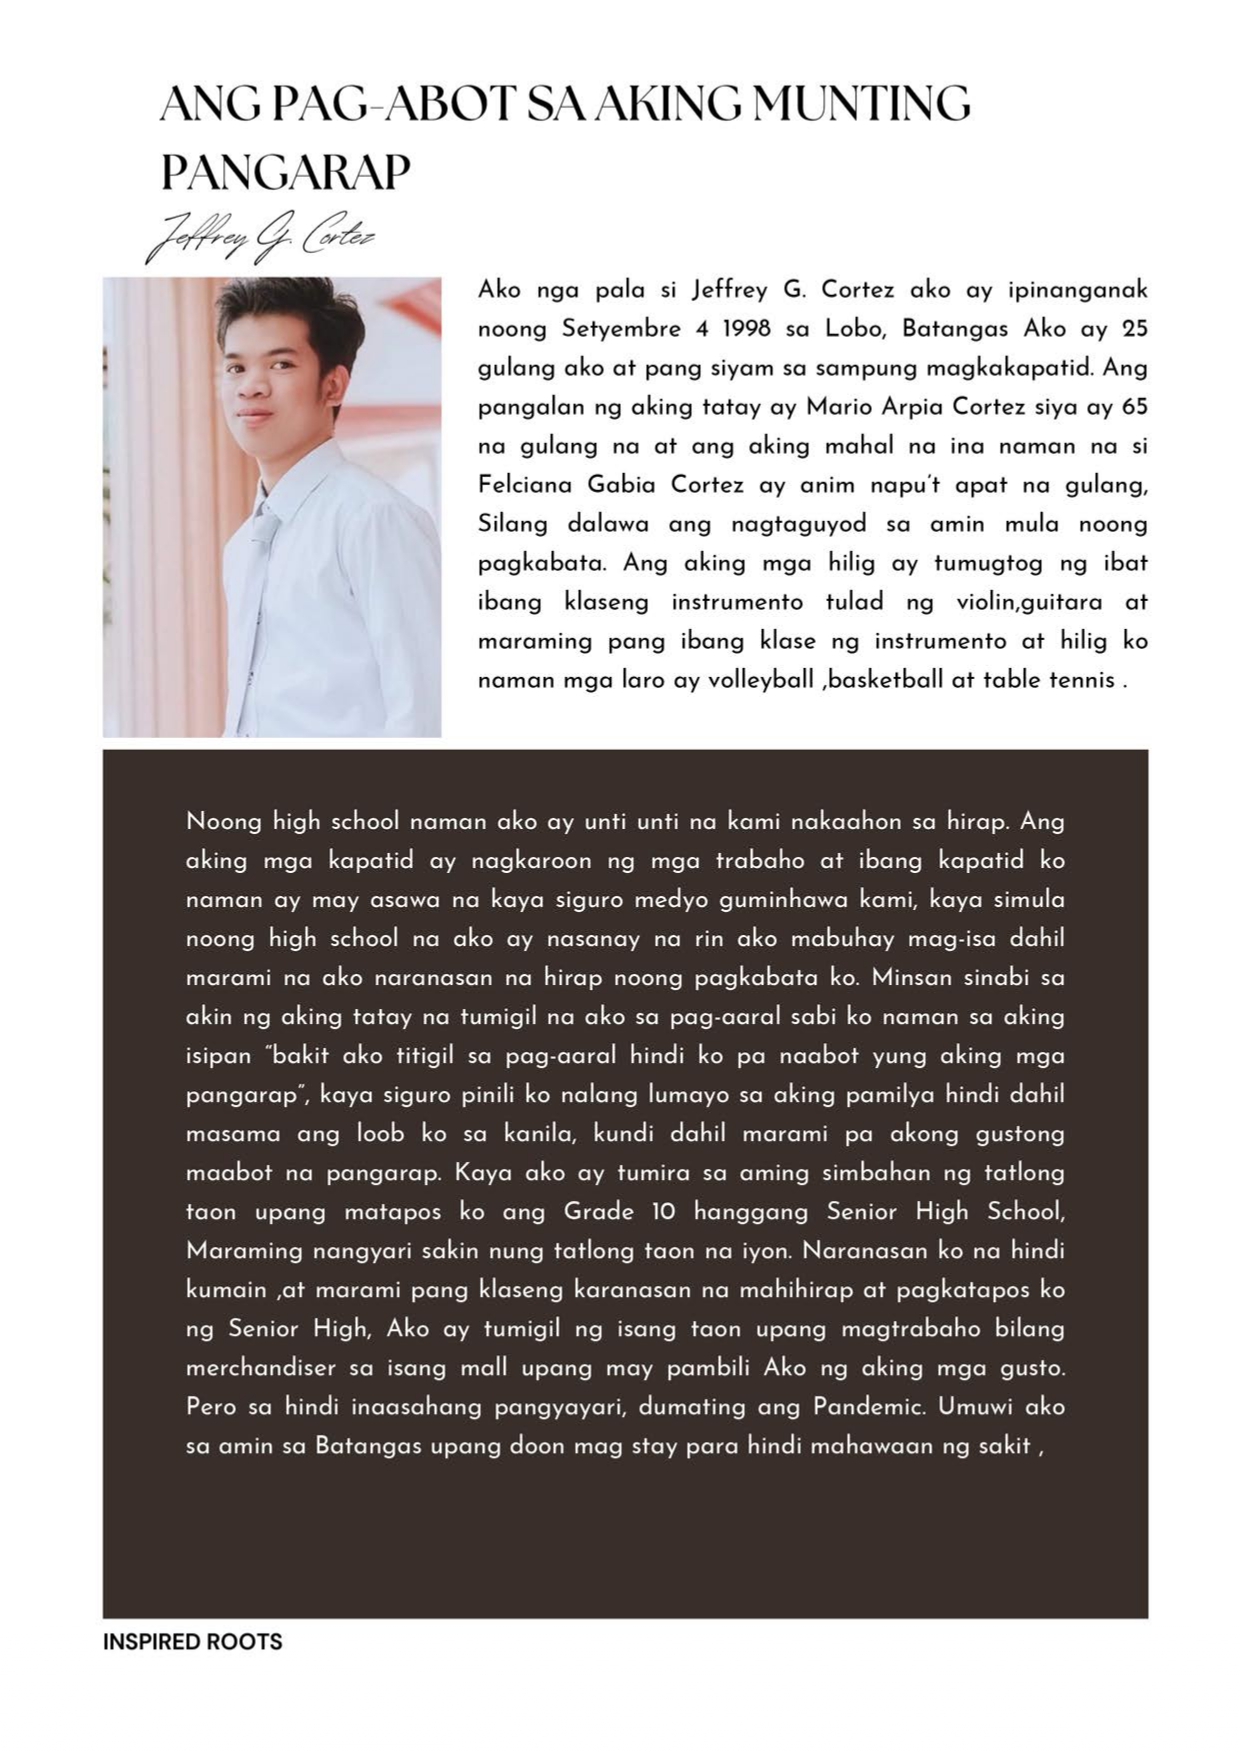 ANG PAG-ABOT SA AKING MUNTING
PANGARAP
Jeffrey G. Cortez
Ako nga pala si Jeffrey G. Cortez ako ay ipinanganak
noong Setyembre 4 1998 sa Lobo, Batangas Ako ay 25
gulang ako at pang siyam sa sampung magkakapatid. Ang
pangalan ng aking tatay ay Mario Arpia Cortez siya ay 65
na gulang na at ang aking mahal na ina naman na si
Felciana Gabia Cortez ay anim napu't apat na gulang,
Silang dalawa ang nagtaguyod sa amin mula noong
pagkabata. Ang aking mga hilig ay tumugtog ng ibat
ibang klaseng instrumento tulad ng violin,guitara at
maraming pang ibang klase ng instrumento at hilig ko
naman mga laro ay volleyball ,basketball at table tennis .
Noong high school naman ako ay unti unti na kami nakaahon sa hirap. Ang
aking mga kapatid ay nagkaroon ng mga trabaho at ibang kapatid ko
naman ay may asawa na kaya siguro medyo guminhawa kami, kaya simula
noong high school na ako ay nasanay na rin ako mabuhay mag-isa dahil
marami na ako naranasan na hirap noong pagkabata ko. Minsan sinabi sa
akin ng aking tatay na tumigil na ako sa pag-aaral sabi ko naman sa aking
isipan "bakit ako titigil sa pag-aaral hindi ko pa naabot yung aking mga
pangarap", kaya siguro pinili ko nalang lumayo sa aking pamilya hindi dahil
masama ang loob ko sa kanila, kundi dahil marami pa akong gustong
maabot na pangarap. Kaya ako ay tumira sa aming simbahan ng tatlong
taon upang matapos ko ang Grade 10 hanggang Senior High School,
Maraming nangyari sakin nung tatlong taon na iyon. Naranasan ko na hindi
kumain ,at marami pang klaseng karanasan na mahihirap at pagkatapos ko
ng Senior High, Ako ay tumigil ng isang taon upang magtrabaho bilang
merchandiser sa isang mall upang may pambili Ako ng aking mga gusto.
Pero sa hindi inaasahang pangyayari, dumating ang Pandemic. Umuwi ako
sa amin sa Batangas upang doon mag stay para hindi mahawaan ng sakit ,
INSPIRED ROOTS